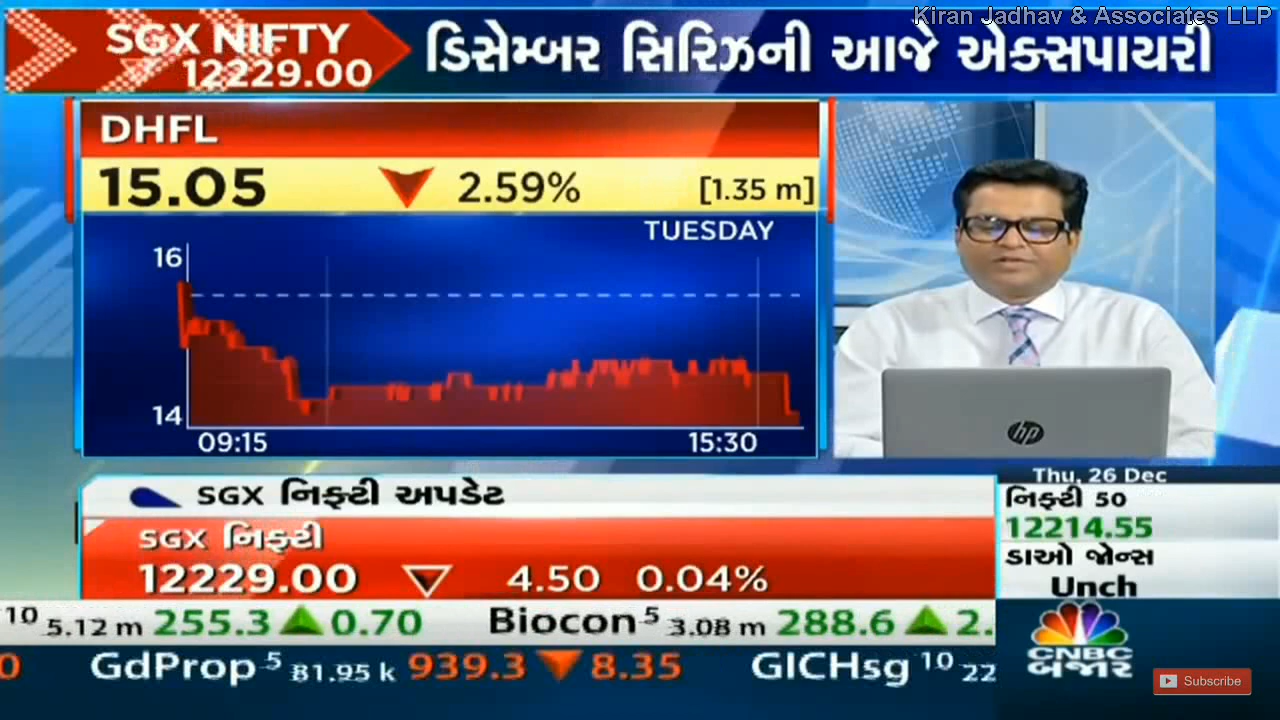 Kiran Jadhav & Associates LLP
SGX NIFTY
12229.00
ડિસેમ્બર સિરિઝની આજે એક્સપાયરી
DHFL
15.05 2.59% [1.35 m]
TUESDAY
16
14
09:15 15:30
hp
SGX નિફ્ટી અપડેટ
SGX નિફ્ટી
12229.00 4.50 0.04%
Thu, 26 Dec
નિફ્ટી 50
12214.55
ડાઓ જોન્સ
Unch
10 5.12 m 255.3 0.70 Biocon 5 3.08 m 288.6 2.
0 GdProp 5 81.95 k 939.3 8.35 GICHsg 10 22
CNBC
બજાર
Subscribe